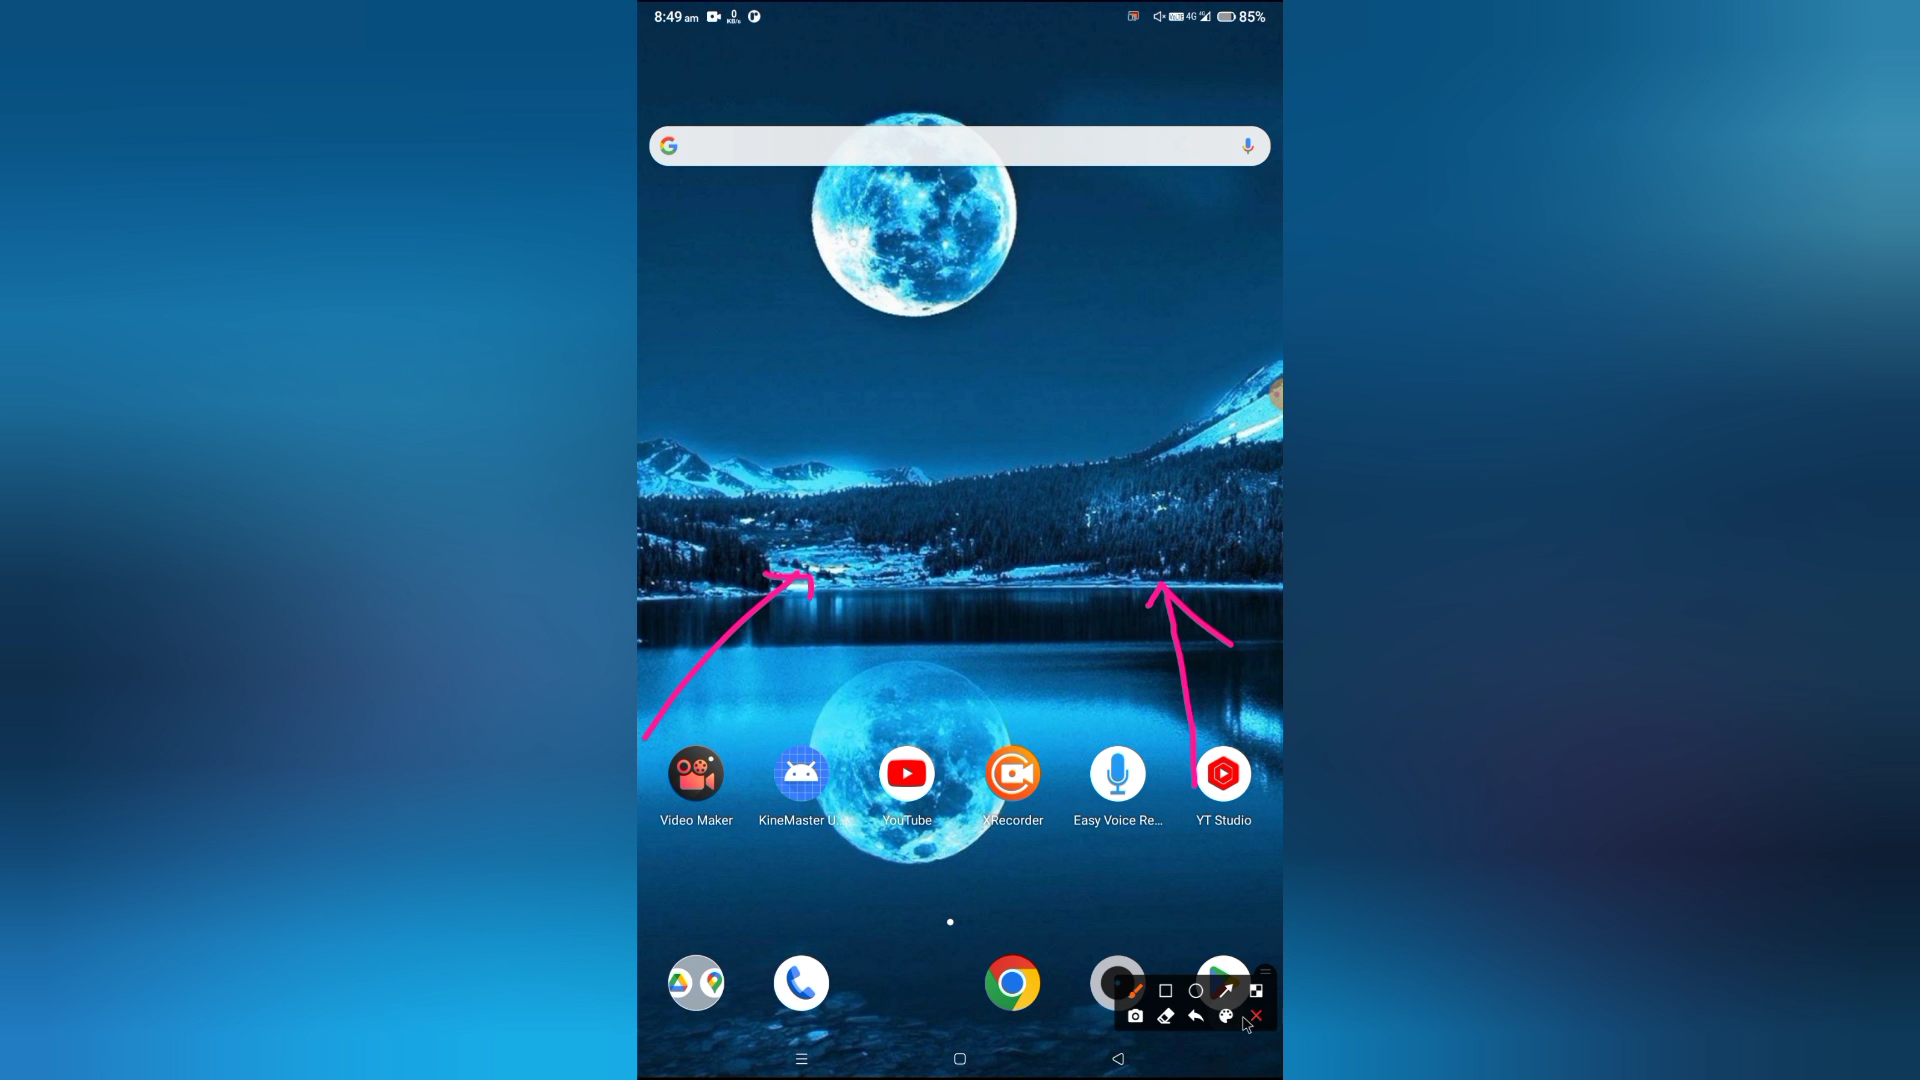 8:49 am 0 KB/s 4G 85%
Video Maker KineMaster U... YouTube XRecorder Easy Voice Re... YT Studio